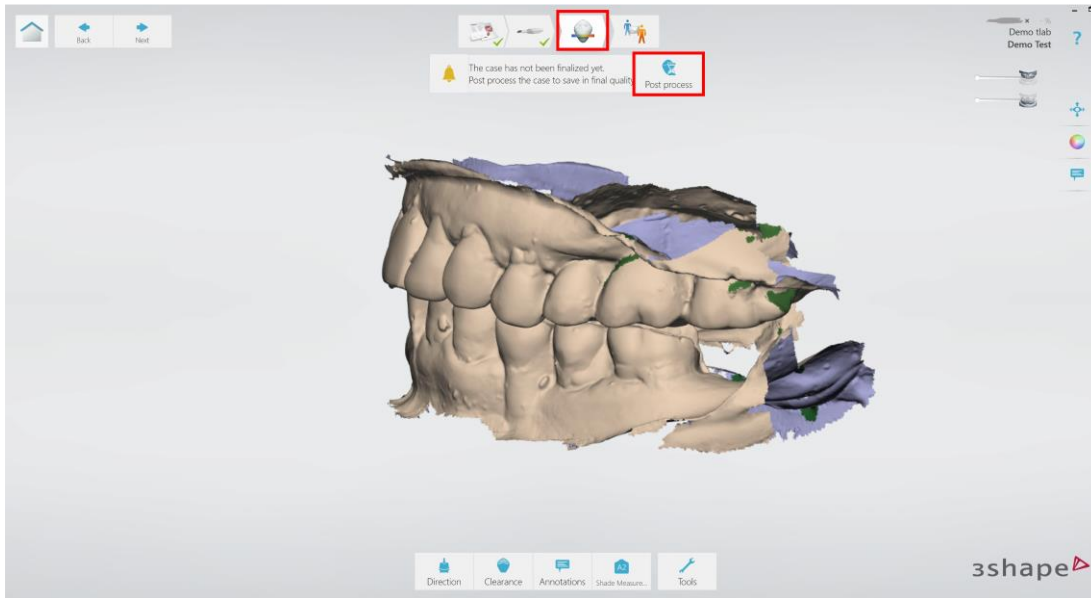 Back
Next
The case has not been finalized yet.
Post process the case to save in final quality
Post process
Demo tlab
Demo Test
?
Direction
Clearance
Annotations
A2
Shade Measure...
Tools
3shape